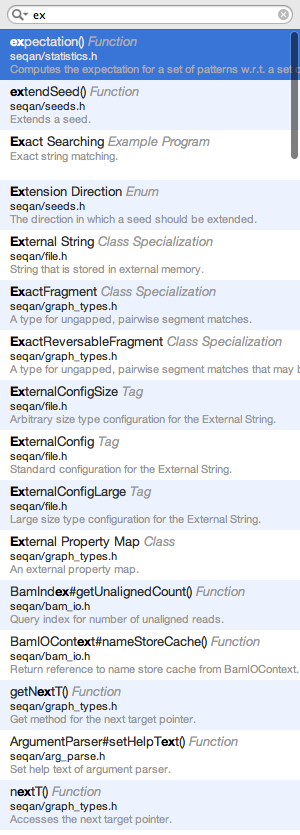 ex
expectation() Function
seqan/statistics.h
Computes the expectation for a set of patterns w.r.t. a set
extendSeed() Function
seqan/seeds.h
Extends a seed.
Exact Searching Example Program
Exact string matching.
Extension Direction Enum
seqan/seeds.h
The direction in which a seed should be extended.
External String Class Specialization
seqan/file.h
String that is stored in external memory.
ExactFragment Class Specialization
seqan/graph_types.h
A type for ungapped, pairwise segment matches.
ExactReversableFragment Class Specialization
seqan/graph_types.h
A type for ungapped, pairwise segment matches that may
ExternalConfigSize Tag
seqan/file.h
Arbitrary size type configuration for the External String.
ExternalConfig Tag
seqan/file.h
Standard configuration for the External String.
ExternalConfigLarge Tag
seqan/file.h
Large size type configuration for the External String.
External Property Map Class
seqan/graph_types.h
An external property map.
BamIndex#getUnalignedCount() Function
seqan/bam_io.h
Query index for number of unaligned reads.
BamIOContext#nameStoreCache() Function
seqan/bam_io.h
Return reference to name store cache from BamIOContext.
getNextT() Function
seqan/graph_types.h
Get method for the next target pointer.
ArgumentParser#setHelpText() Function
seqan/arg_parse.h
Set help text of argument parser.
nextT() Function
seqan/graph_types.h
Accesses the next target pointer.